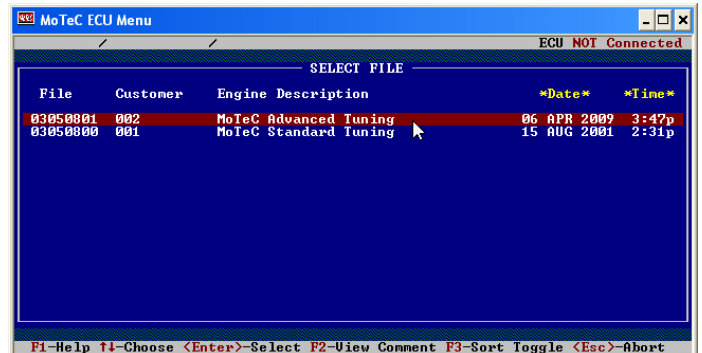 MoTeC ECU Menu
/ / ECU NOT Connected
SELECT FILE
File Customer Engine Description *Date* *Time*
03050801 002 MoTeC Advanced Tuning 06 APR 2009 3:47p
03050800 001 MoTeC Standard Tuning 15 AUG 2001 2:31p
F1-Help ↑↓-Choose <Enter>-Select F2-View Comment F3-Sort Toggle <Esc>-Abort